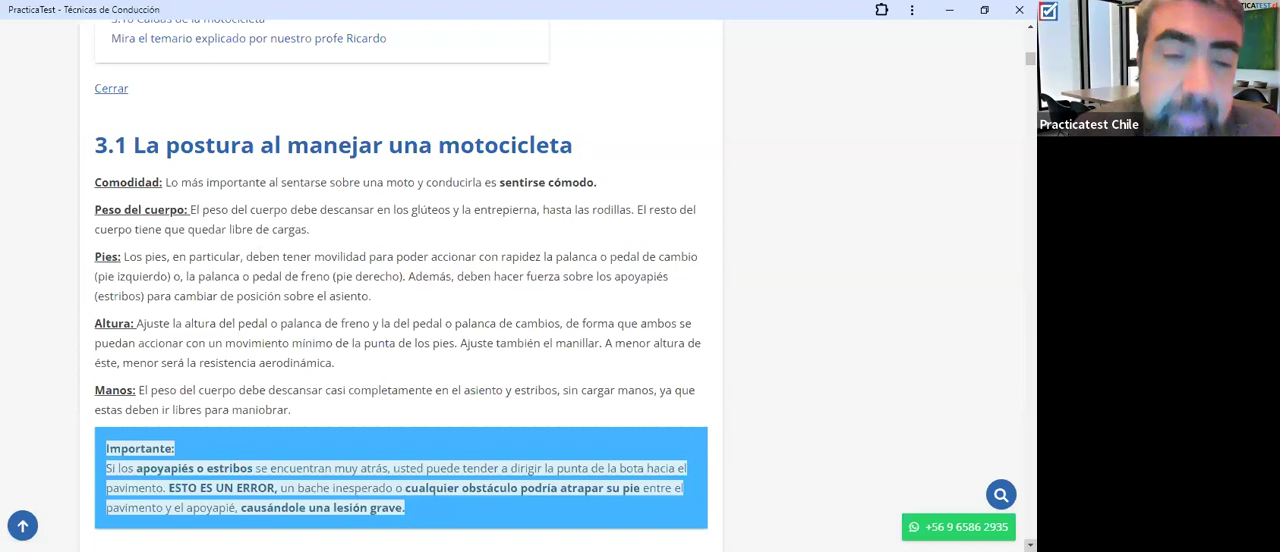 PracticaTest - Técnicas de Conducción
3.10 Caídas de la motocicleta
Mira el temario explicado por nuestro profe Ricardo
Cerrar
3.1 La postura al manejar una motocicleta
Comodidad: Lo más importante al sentarse sobre una moto y conducirla es sentirse cómodo.
Peso del cuerpo: El peso del cuerpo debe descansar en los glúteos y la entrepierna, hasta las rodillas. El resto del
cuerpo tiene que quedar libre de cargas.
Pies: Los pies, en particular, deben tener movilidad para poder accionar con rapidez la palanca o pedal de cambio
(pie izquierdo) o, la palanca o pedal de freno (pie derecho). Además, deben hacer fuerza sobre los apoyapiés
(estribos) para cambiar de posición sobre el asiento.
Altura: Ajuste la altura del pedal o palanca de freno y la del pedal o palanca de cambios, de forma que ambos se
puedan accionar con un movimiento mínimo de la punta de los pies. Ajuste también el manillar. A menor altura de
éste, menor será la resistencia aerodinámica.
Manos: El peso del cuerpo debe descansar casi completamente en el asiento y estribos, sin cargar manos, ya que
estas deben ir libres para maniobrar.
Importante:
Si los apoyapiés o estribos se encuentran muy atrás, usted puede tender a dirigir la punta de la bota hacia el
pavimento. ESTO ES UN ERROR, un bache inesperado o cualquier obstáculo podría atrapar su pie entre el
pavimento y el apoyapié, causándole una lesión grave.
+56 9 6586 2935
Practicatest Chile